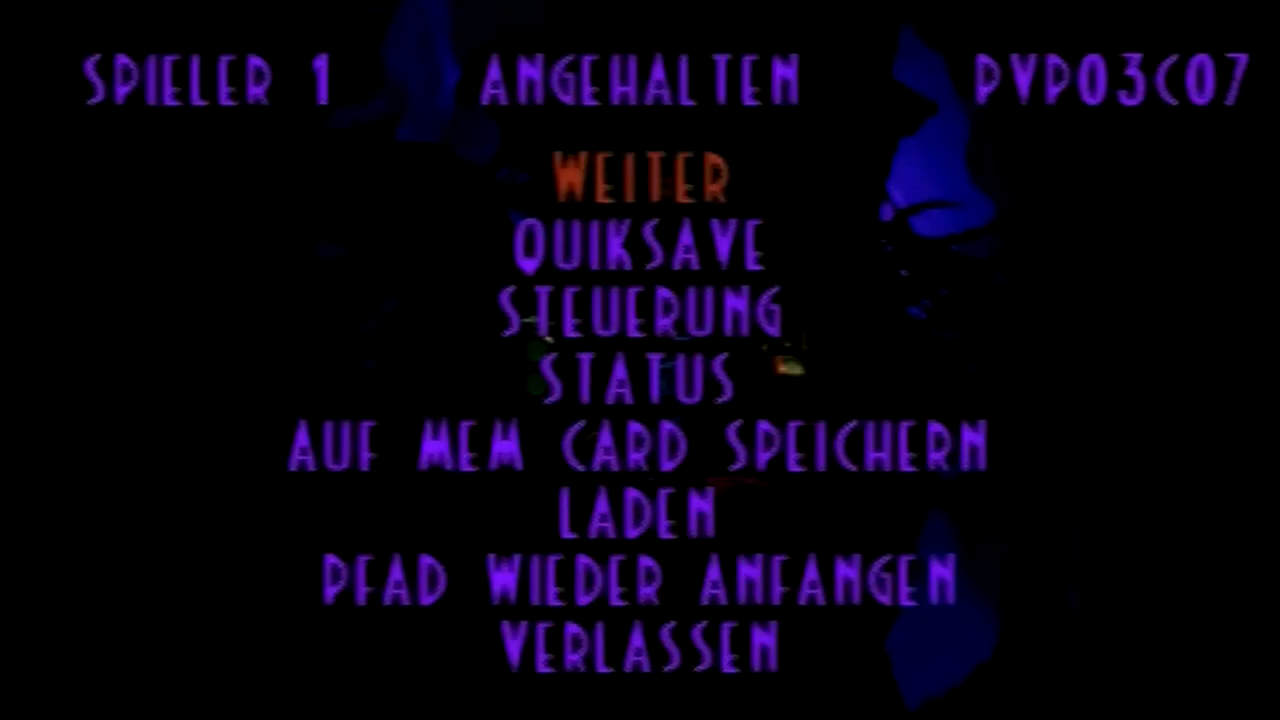 SPIELER 1 ANGEHALTEN PVP03C07
WEITER
QUIKSAVE
STEUERUNG
STATUS
AUF MEM CARD SPEICHERN
LADEN
PFAD WIEDER ANFANGEN
VERLASSEN